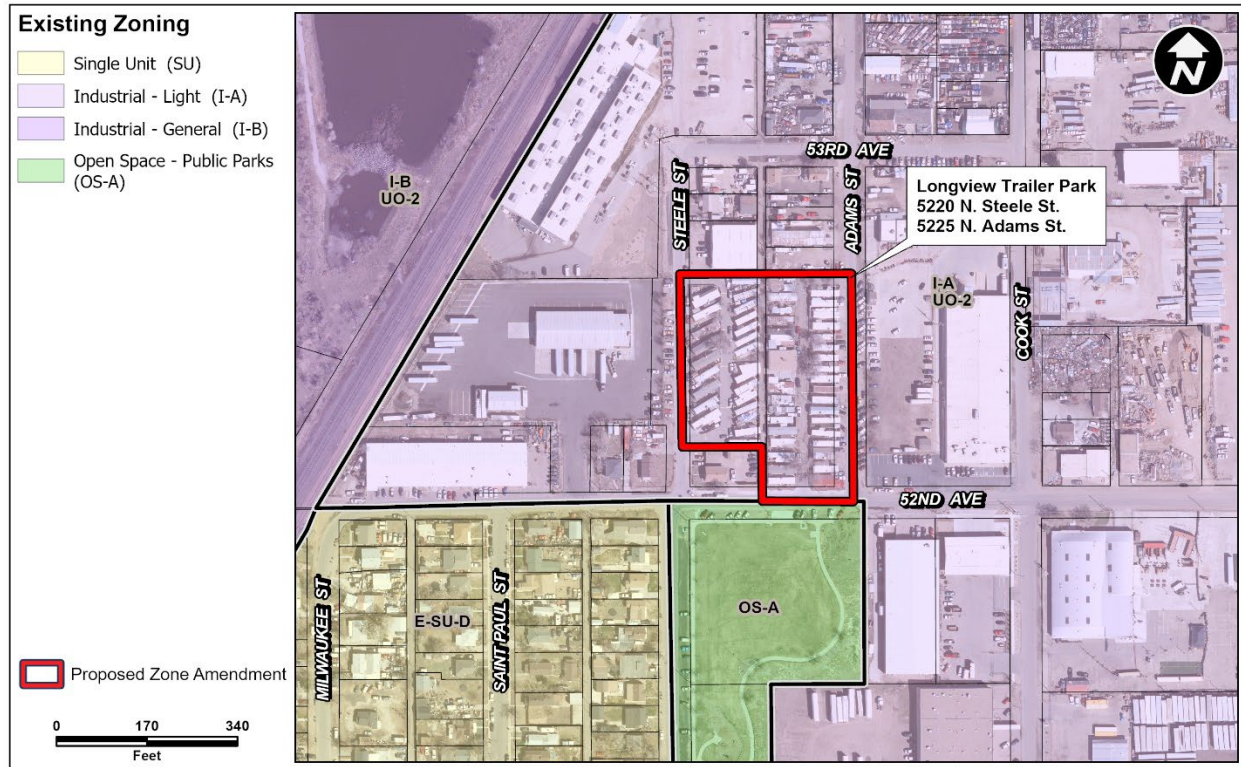 Existing Zoning
Single Unit (SU)
Industrial - Light (I-A)
Industrial - General (I-B)
Open Space - Public Parks
(OS-A)
Proposed Zone Amendment
0 170 340
Feet
N
53RD AVE
I-B
UO-2
STEELE ST
ADAMS ST
Longview Trailer Park
5220 N. Steele St.
5225 N. Adams St.
I-A
UO-2
COOK ST
52ND AVE
MILWAUKEE ST
E-SU-D
SAINT PAUL ST
OS-A